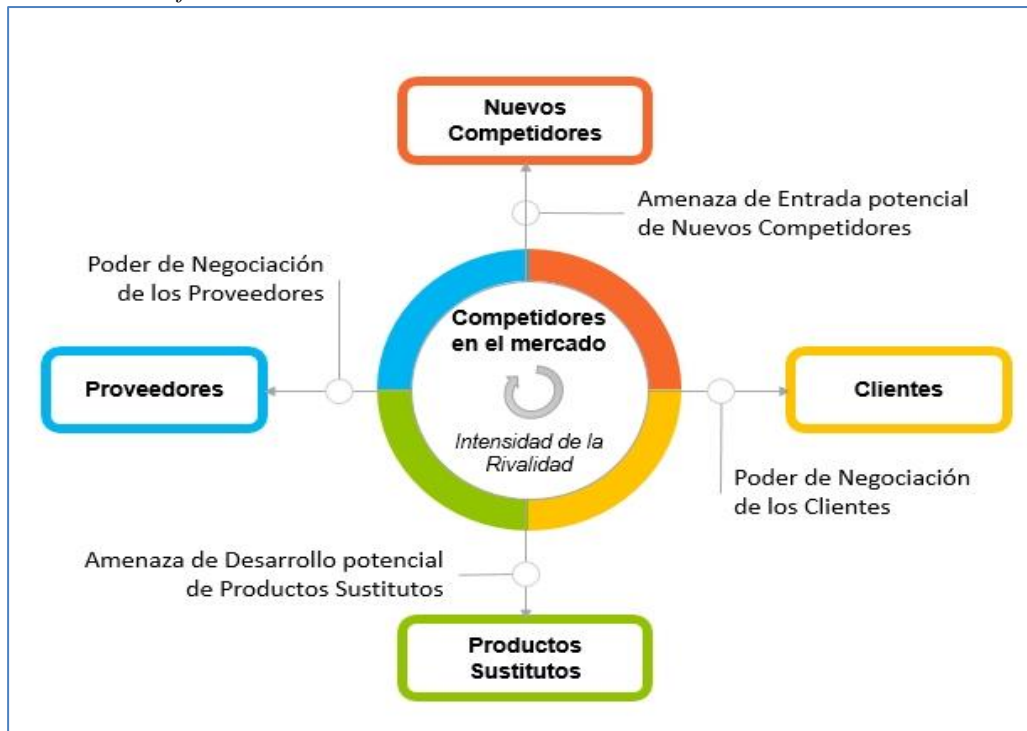 Nuevos
Competidores
Amenaza de Entrada potencial
de Nuevos Competidores
Poder de Negociación
de los Proveedores
Competidores
en el mercado
Proveedores
Clientes
Intensidad de la
Rivalidad
Poder de Negociación
de los Clientes
Amenaza de Desarrollo potencial
de Productos Sustitutos
Productos
Sustitutos